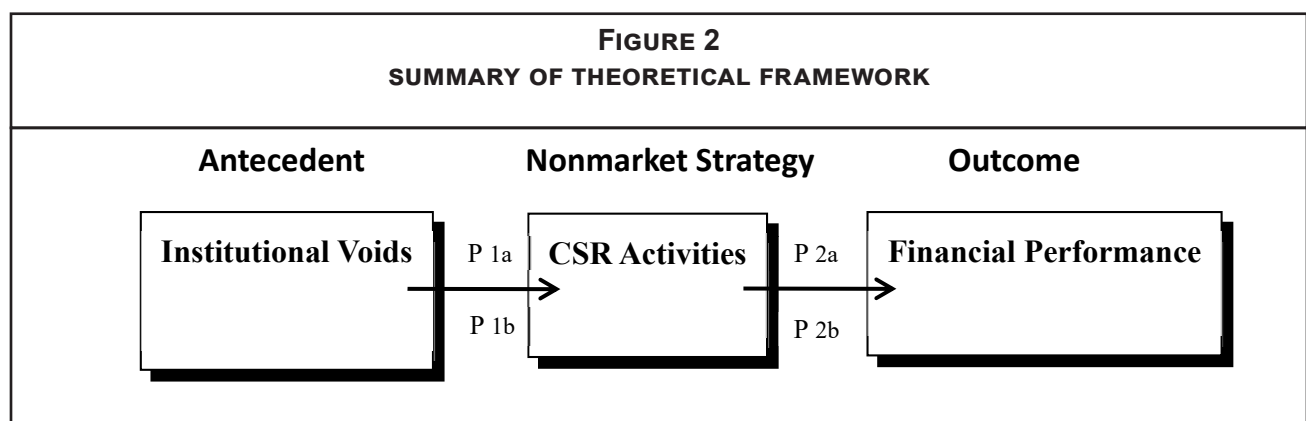 FIGURE 2
SUMMARY OF THEORETICAL FRAMEWORK
Antecedent Nonmarket Strategy Outcome
Institutional Voids P 1a CSR Activities P 2a Financial Performance
P 1b P 2b